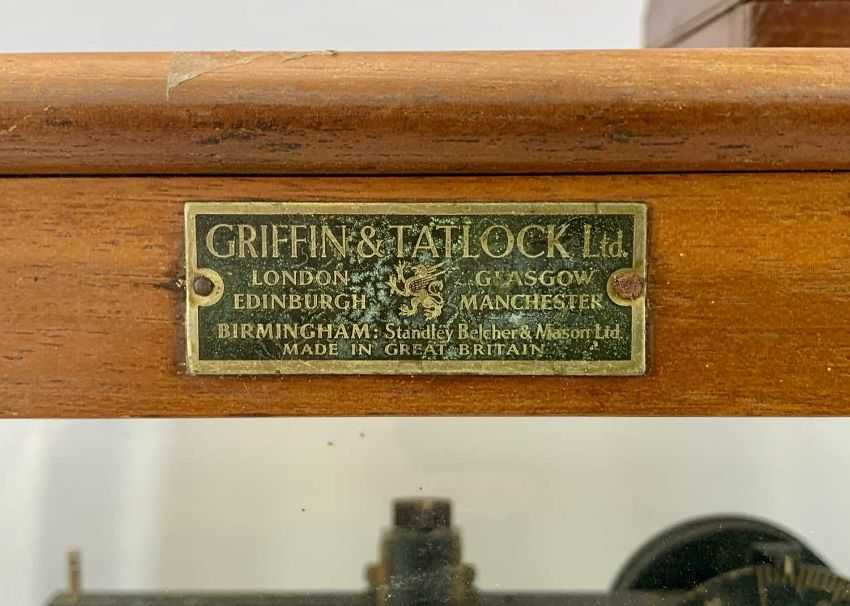 GRIFFIN & TATLOCK Ltd.
LONDON GLASGOW
EDINBURGH MANCHESTER
BIRMINGHAM: Standley Belcher & Mason Ltd
MADE IN GREAT BRITAIN